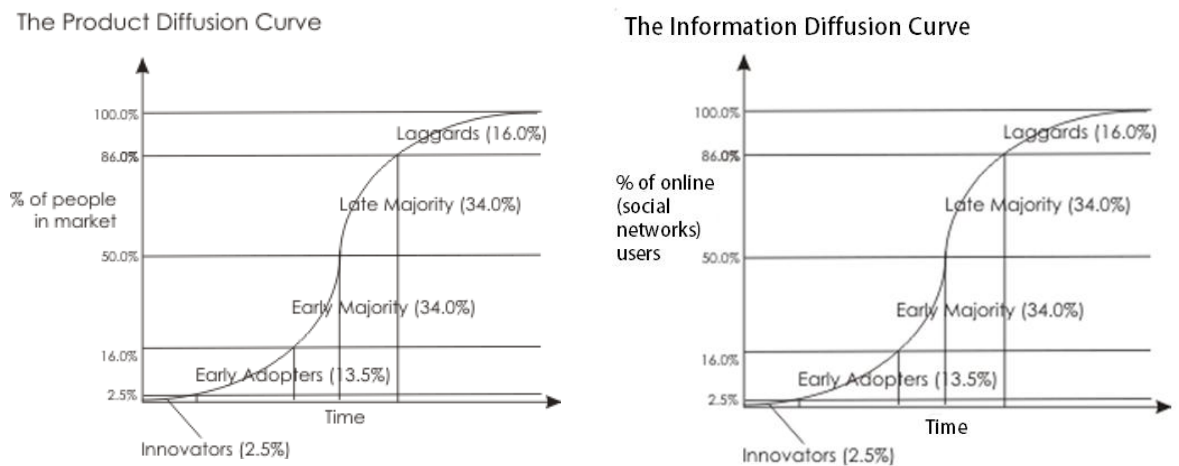 The Product Diffusion Curve
100.0%
Laggards (16.0%)
86.0%
% of people
in market
Late Majority (34.0%)
50.0%
Early Majority (34.0%)
16.0%
Early Adopters (13.5%)
2.5%
Time
Innovators (2.5%)
The Information Diffusion Curve
100.0%
Laggards (16.0%)
86.0%
% of online
(social
networks)
users
Late Majority (34.0%)
50.0%
Early Majority (34.0%)
16.0%
Early Adopters (13.5%)
2.5%
Time
Innovators (2.5%)